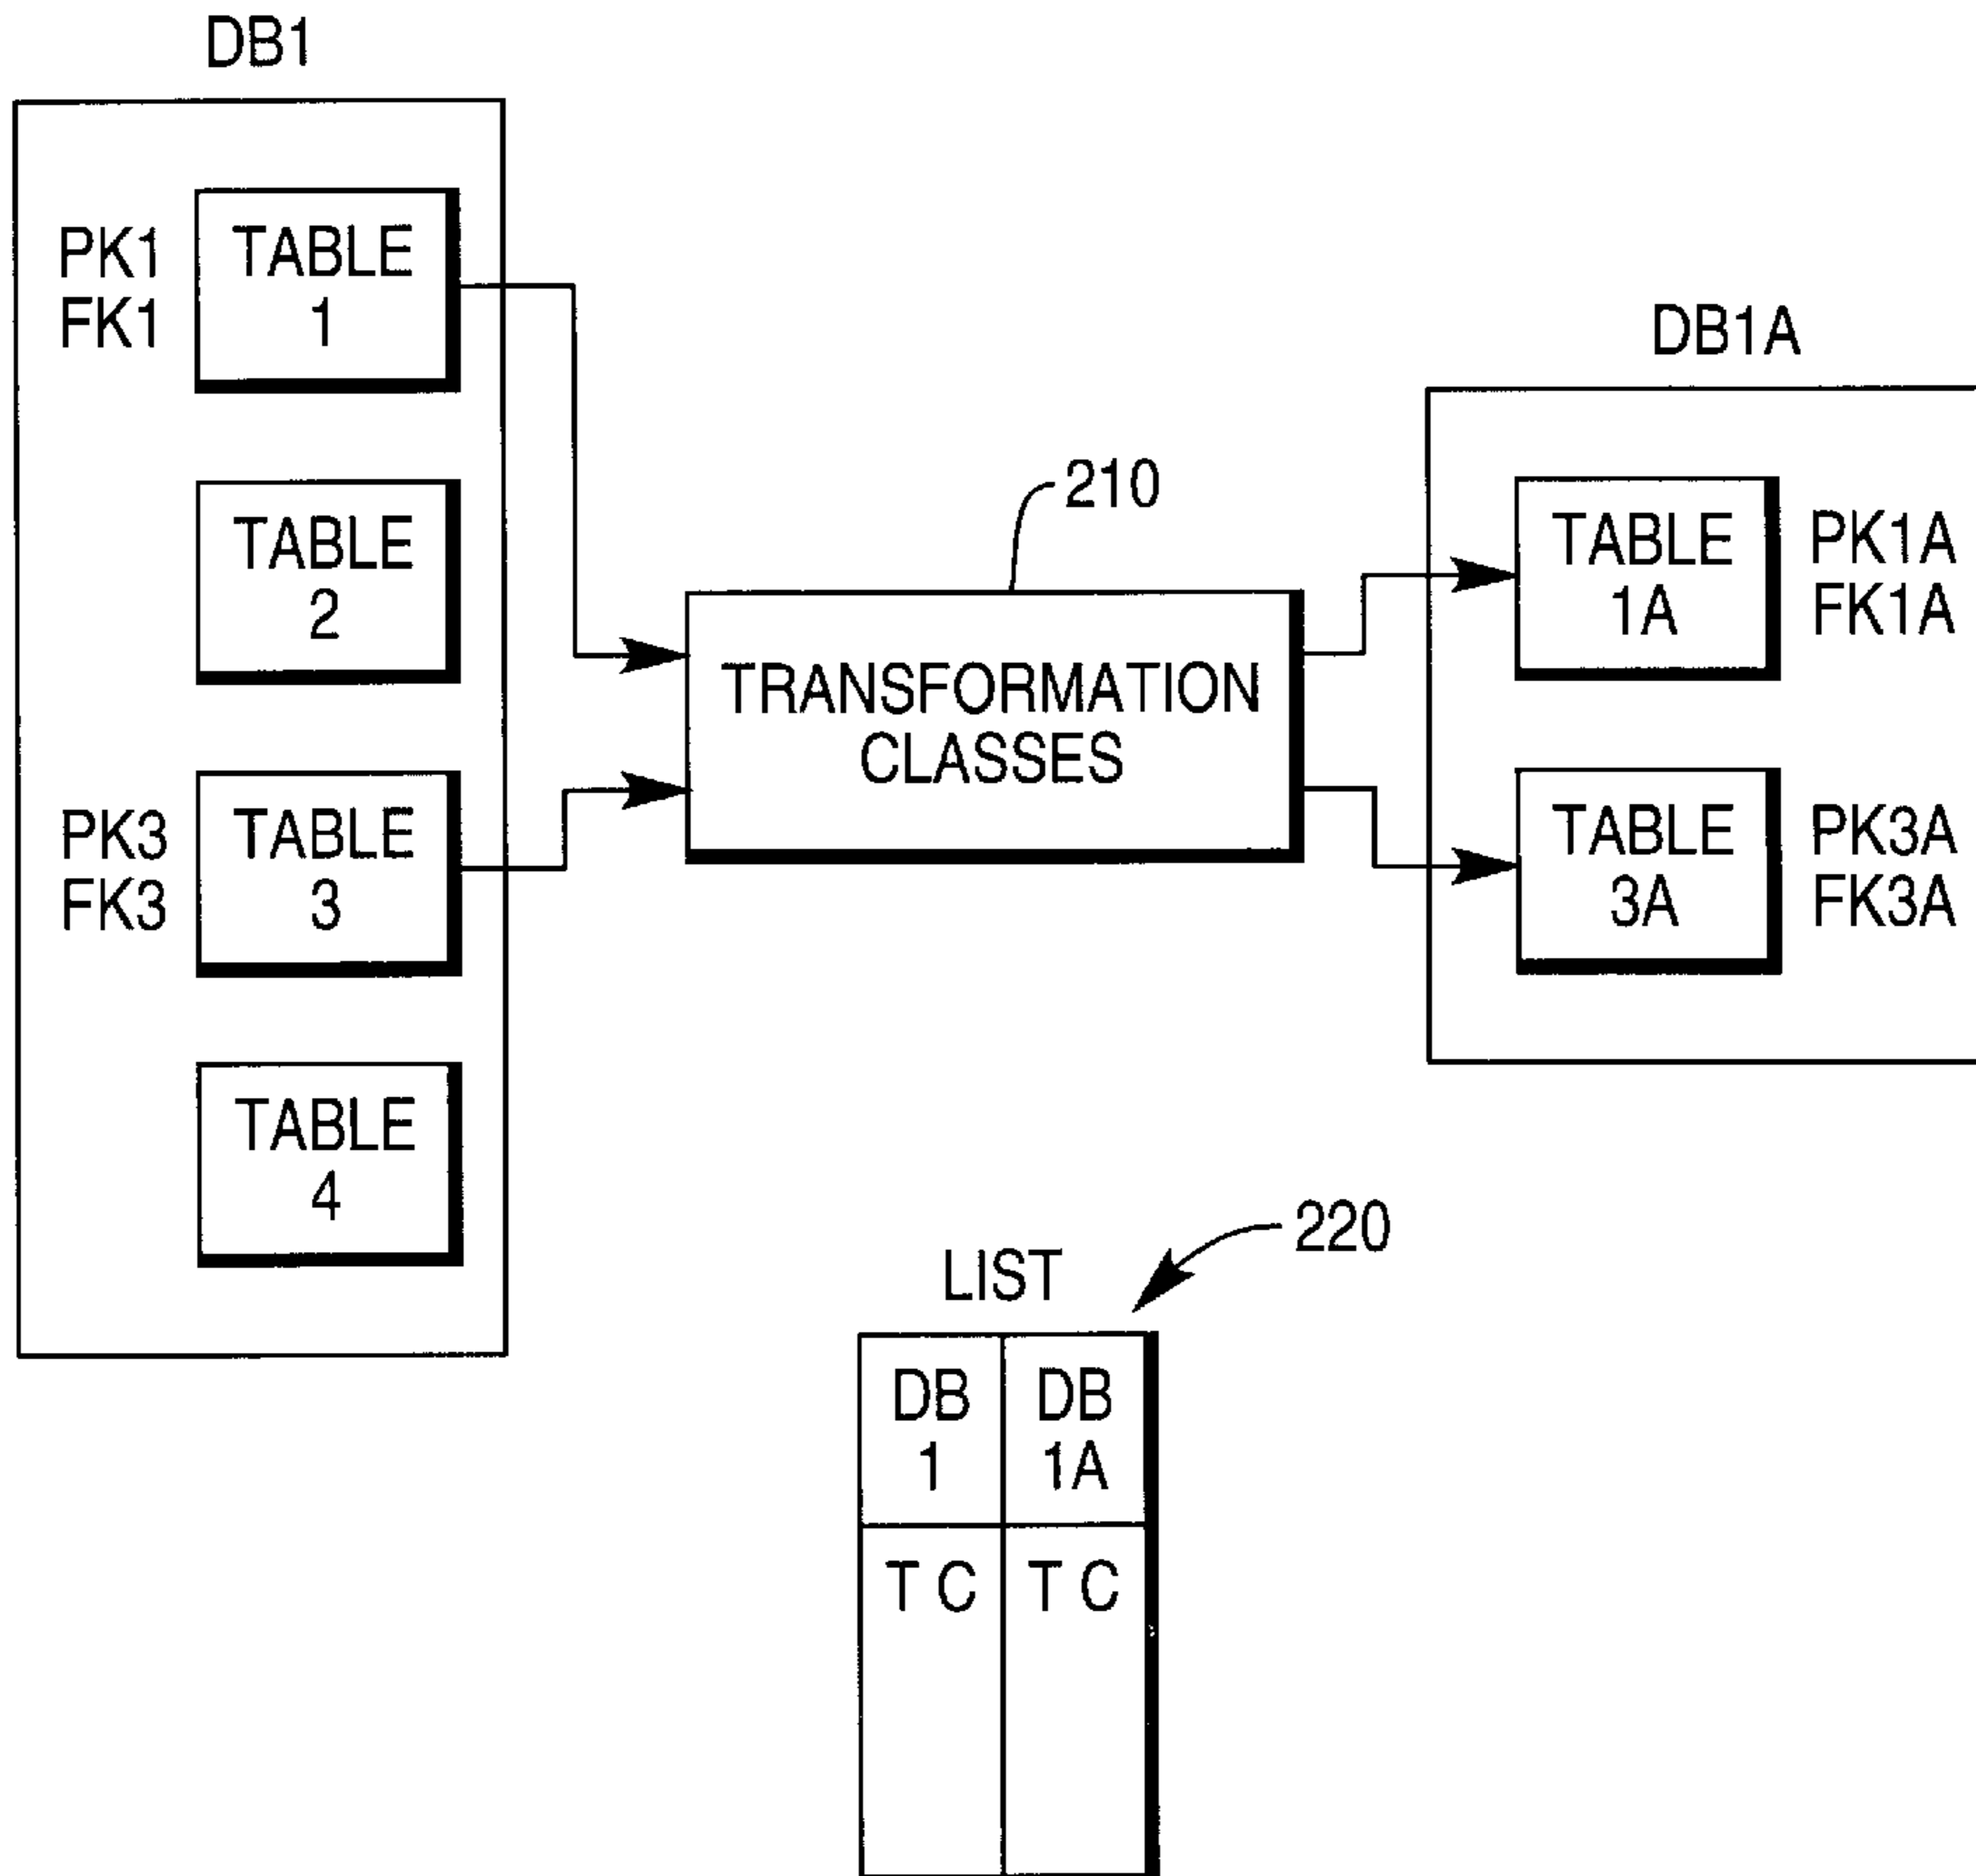 DB1
PK1
FK1
TABLE
1
TABLE
2
PK3
FK3
TABLE
3
TABLE
4
210
TRANSFORMATION
CLASSES
DB1A
TABLE
1A
PK1A
FK1A
TABLE
3A
PK3A
FK3A
220
LIST
DB
1
DB
1A
T C
T C